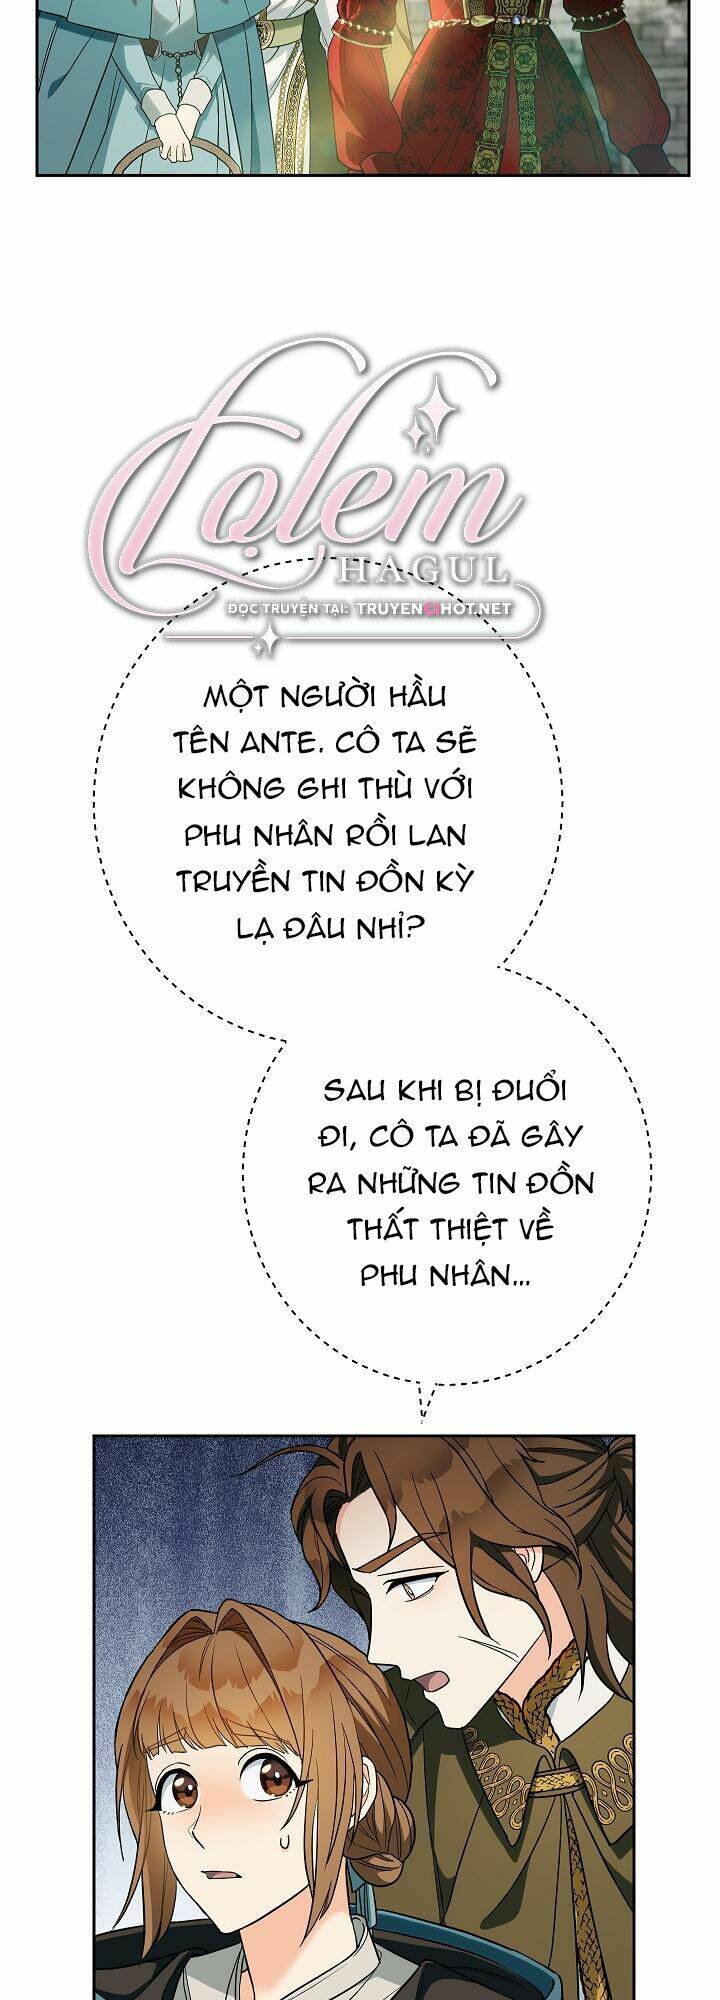 Lọlem
HAGUL
ĐỌC TRUYỆN TẠI: TRUYENGIHOT.NET
MỘT NGƯỜI HẦU
TÊN ANTE. CÔ TA SẼ
KHÔNG GHI THÙ VỚI
PHU NHÂN RỒI LAN
TRUYỀN TIN ĐỒN KỲ
LẠ ĐÂU NHỈ?
SAU KHI BỊ ĐUỔI
ĐI, CÔ TA ĐÃ GÂY
RA NHỮNG TIN ĐỒN
THẤT THIỆT VỀ
PHU NHÂN...